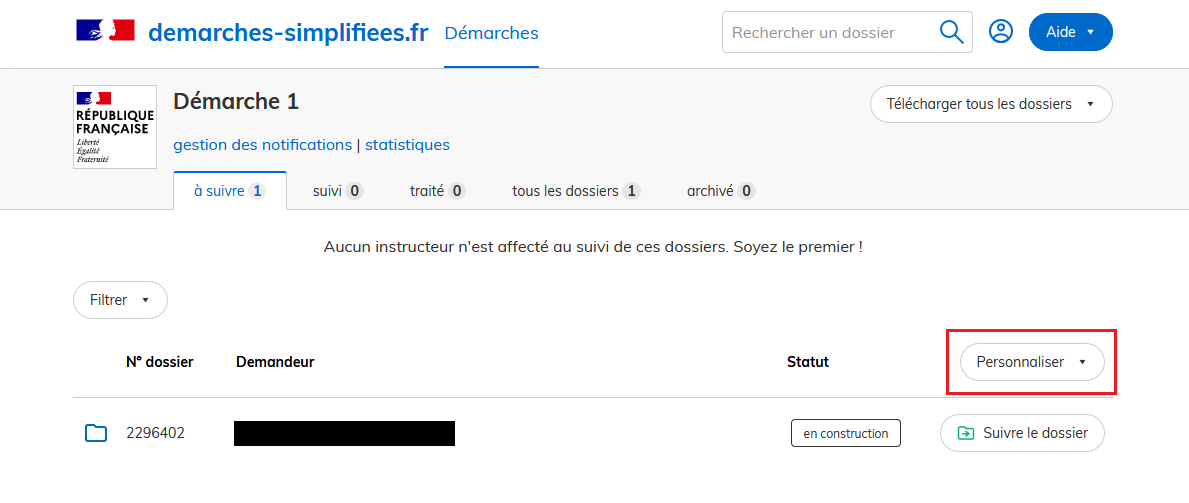 demarches-simplifiees.fr Démarches Rechercher un dossier Aide
RÉPUBLIQUE
FRANÇAISE
Liberté
Égalité
Fraternité
Démarche 1
Télécharger tous les dossiers
gestion des notifications | statistiques
à suivre 1 suivi 0 traité 0 tous les dossiers 1 archivé 0
Aucun instructeur n'est affecté au suivi de ces dossiers. Soyez le premier !
Filtrer
Nº dossier Demandeur Statut Personnaliser
2296402 en construction Suivre le dossier